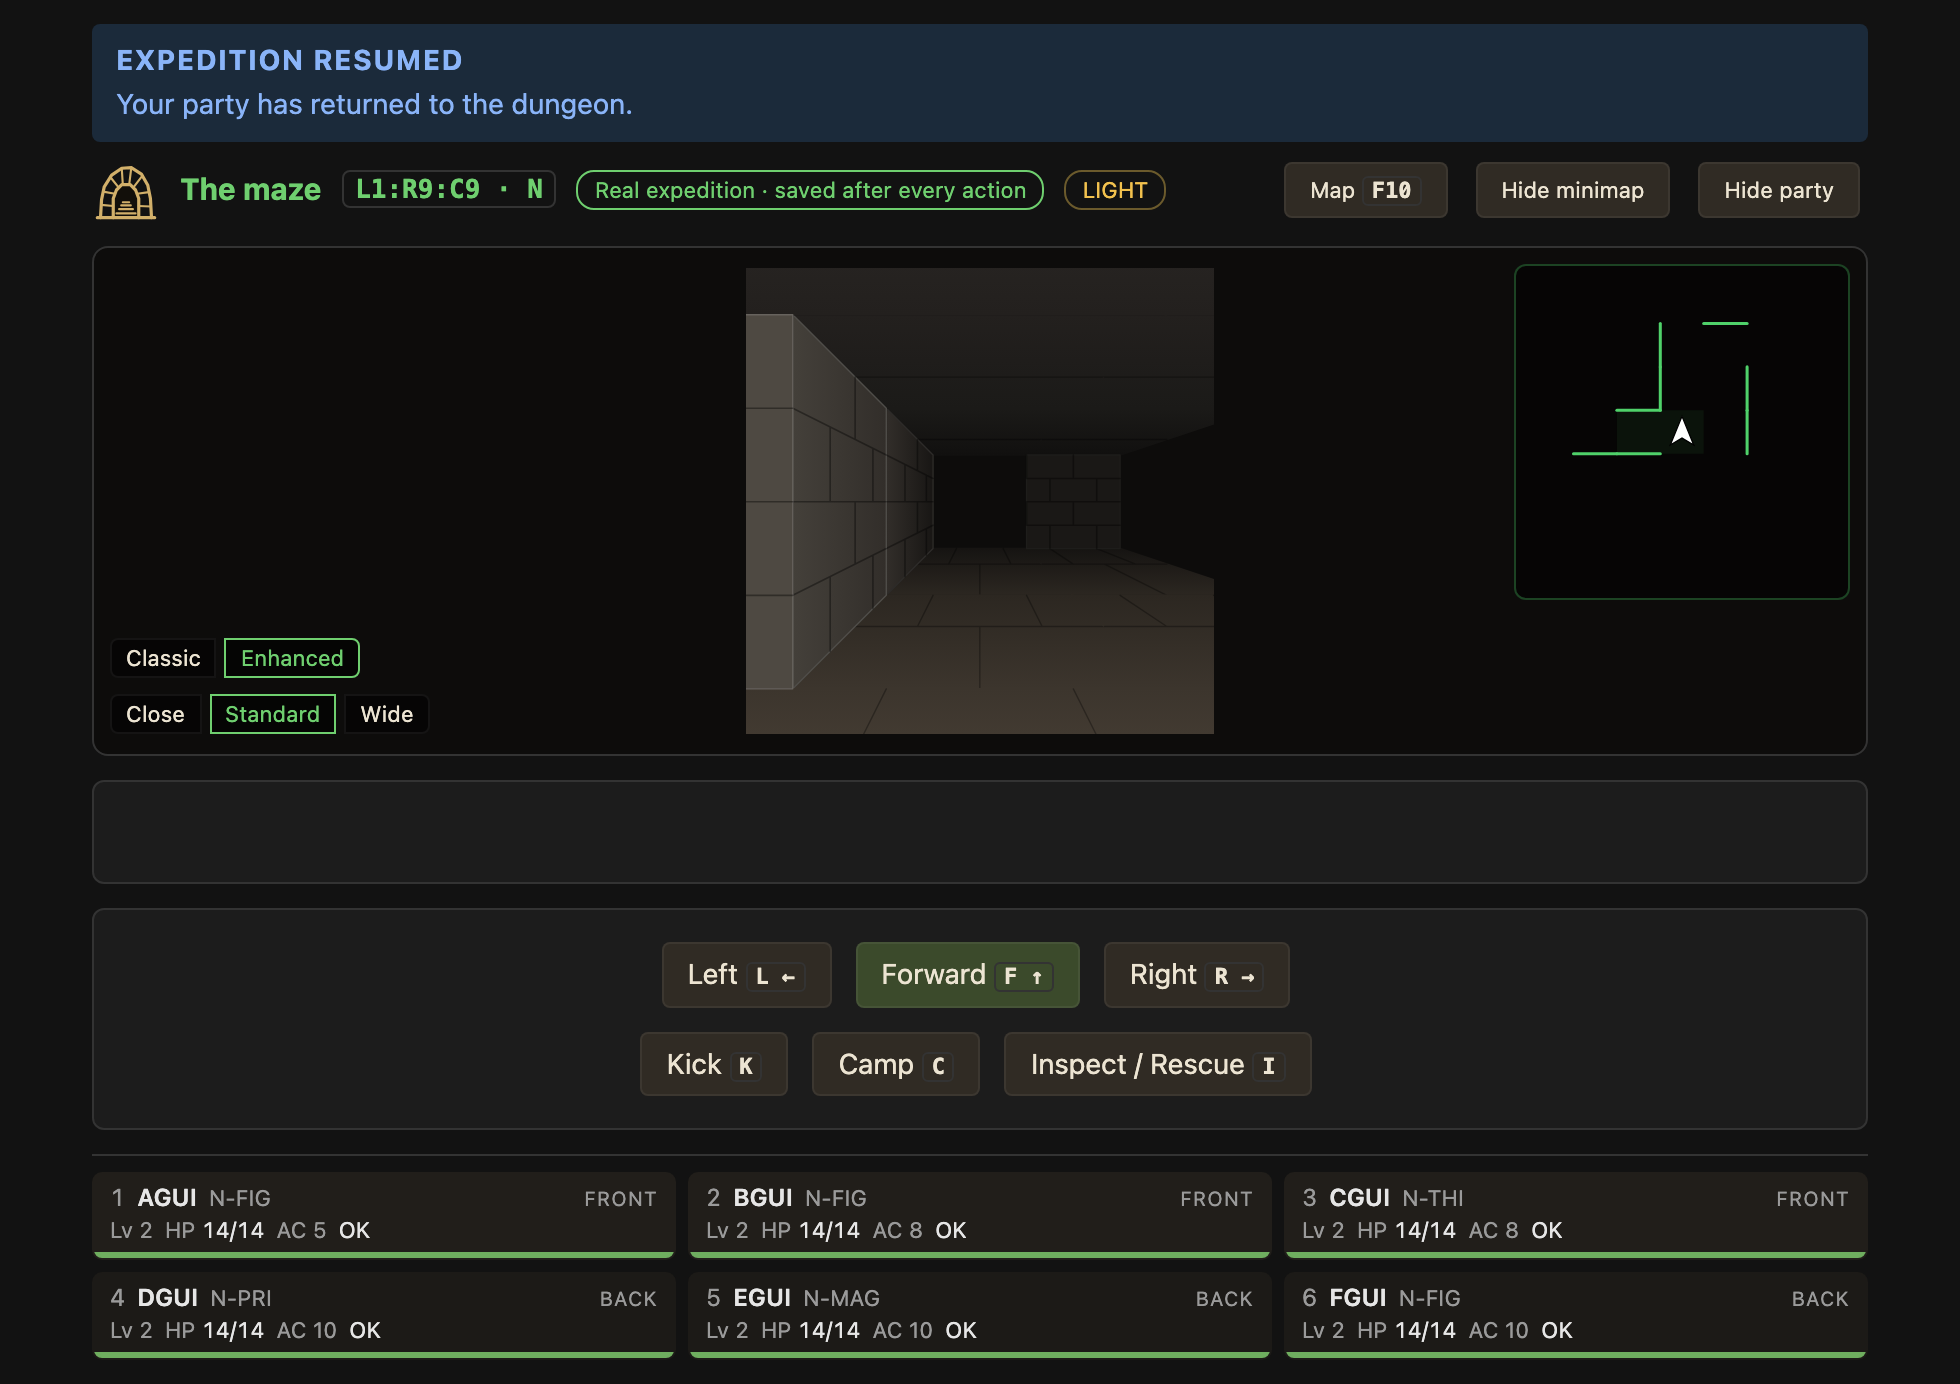 EXPEDITION RESUMED
Your party has returned to the dungeon.
The maze L1:R9:C9 · N Real expedition · saved after every action LIGHT Map F10 Hide minimap Hide party
Classic Enhanced
Close Standard Wide
Left L ← Forward F ↑ Right R →
Kick K Camp C Inspect / Rescue I
1 AGUI N-FIG FRONT
Lv 2 HP 14/14 AC 5 OK
2 BGUI N-FIG FRONT
Lv 2 HP 14/14 AC 8 OK
3 CGUI N-THI FRONT
Lv 2 HP 14/14 AC 8 OK
4 DGUI N-PRI BACK
Lv 2 HP 14/14 AC 10 OK
5 EGUI N-MAG BACK
Lv 2 HP 14/14 AC 10 OK
6 FGUI N-FIG BACK
Lv 2 HP 14/14 AC 10 OK